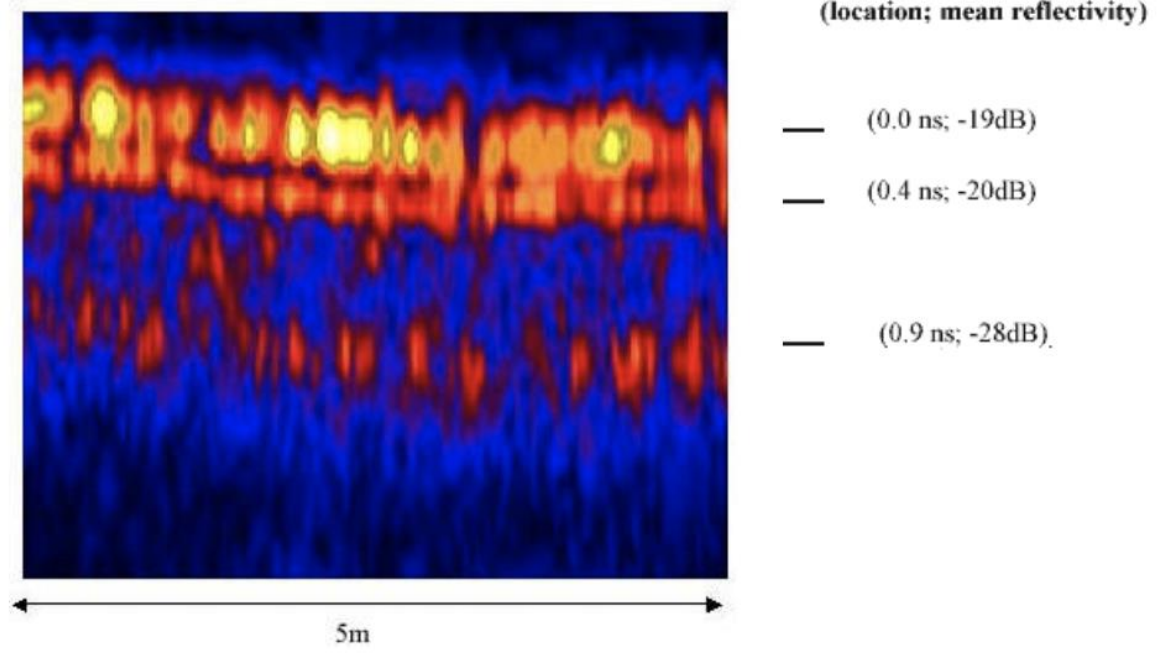 (location; mean reflectivity)
(0.0 ns; -19dB)
(0.4 ns; -20dB)
(0.9 ns; -28dB).
5m